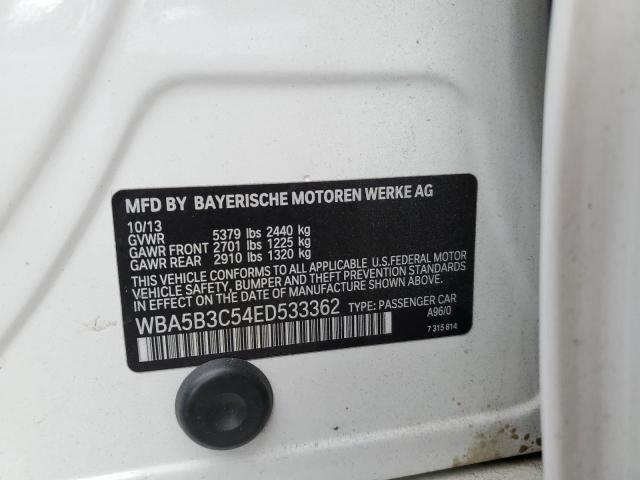 MFD BY BAYERISCHE MOTOREN WERKE AG
10/13
GVWR 5379 lbs 2440 kg
GAWR FRONT 2701 lbs 1225 kg
GAWR REAR 2910 lbs 1320 kg
THIS VEHICLE CONFORMS TO ALL APPLICABLE U.S.FEDERAL MOTOR
VEHICLE SAFETY, BUMPER AND THEFT PREVENTION STANDARDS
IN EFFECT ON THE DATE OF MANUFACTURE SHOWN ABOVE.
WBA5B3C54ED533362 TYPE: PASSENGER CAR
A96/0
7 315 814